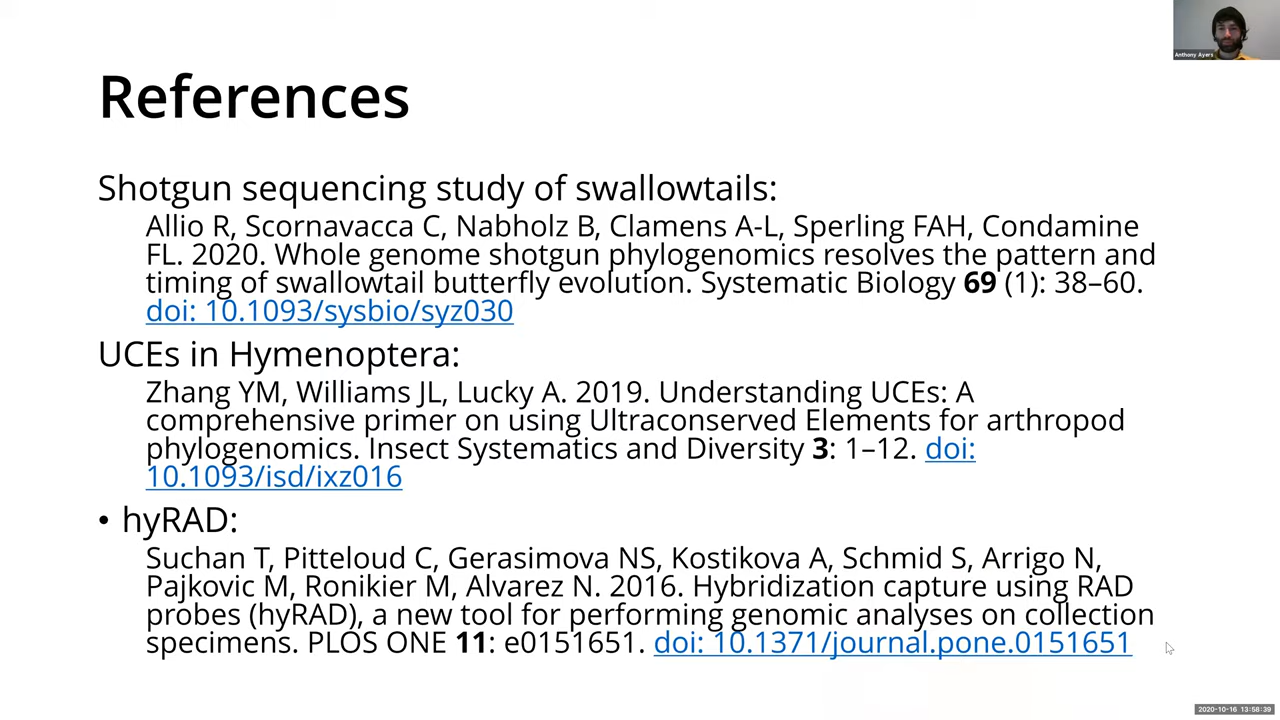 Anthony Ayers
References
Shotgun sequencing study of swallowtails:
Allio R, Scornavacca C, Nabholz B, Clamens A-L, Sperling FAH, Condamine
FL. 2020. Whole genome shotgun phylogenomics resolves the pattern and
timing of swallowtail butterfly evolution. Systematic Biology 69 (1): 38–60.
doi: 10.1093/sysbio/syz030
UCEs in Hymenoptera:
Zhang YM, Williams JL, Lucky A. 2019. Understanding UCEs: A
comprehensive primer on using Ultraconserved Elements for arthropod
phylogenomics. Insect Systematics and Diversity 3: 1–12. doi:
10.1093/isd/ixz016
• hyRAD:
Suchan T, Pitteloud C, Gerasimova NS, Kostikova A, Schmid S, Arrigo N,
Pajkovic M, Ronikier M, Alvarez N. 2016. Hybridization capture using RAD
probes (hyRAD), a new tool for performing genomic analyses on collection
specimens. PLOS ONE 11: e0151651. doi: 10.1371/journal.pone.0151651
2020-10-16 13:58:39